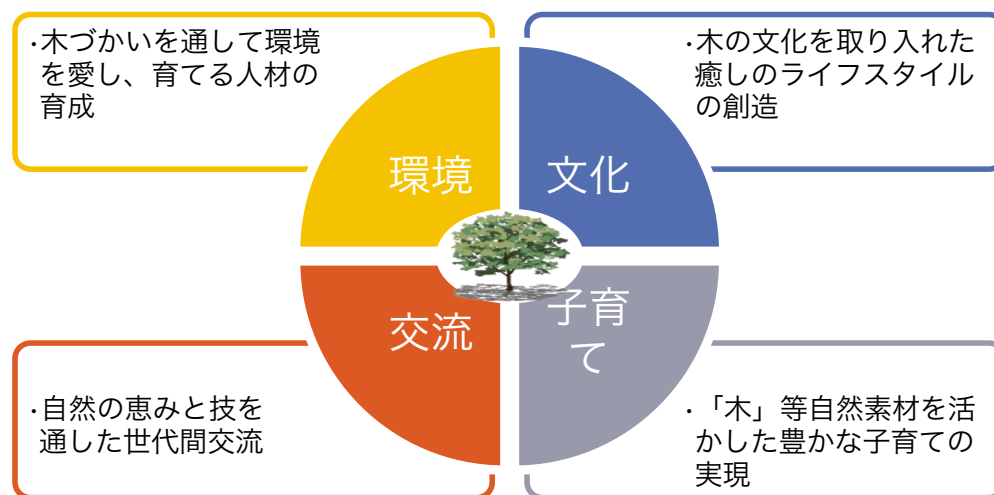 ・木づかいを通して環境
を愛し、育てる人材の
育成
・木の文化を取り入れた
癒しのライフスタイル
の創造
環境
文化
交流
子育
て
・自然の恵みと技を
通した世代間交流
・「木」等自然素材を活
かした豊かな子育ての
実現